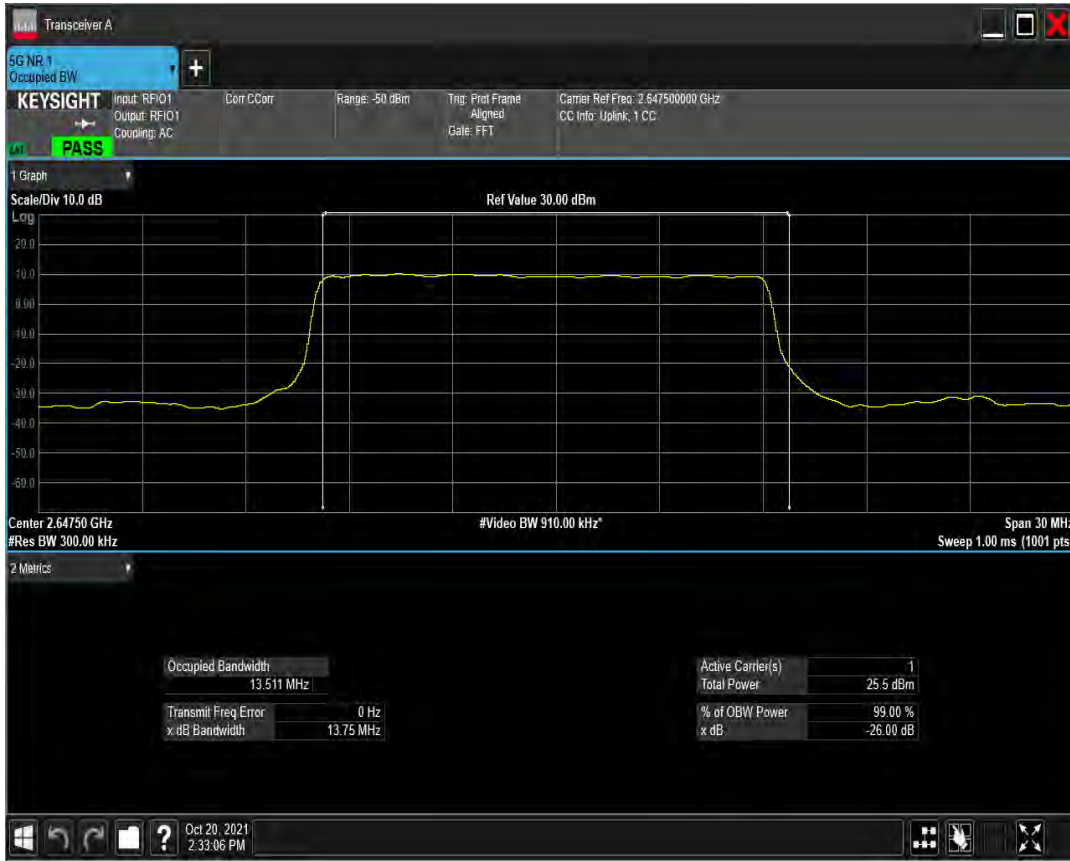 Transceiver A
5G NR 1
Occupied BW
+
KEYSIGHT
Input: RFIO1
Output: RFIO1
Coupling: AC
Corr CCorr
Range: -50 dBm
Trig: Prot Frame
Aligned
Gate: FFT
Carrier Ref Freq: 2.647500000 GHz
CC Info: Uplink, 1 CC
PASS
1 Graph
Scale/Div 10.0 dB
Ref Value 30.00 dBm
Log
20.0
10.0
0.00
-10.0
-20.0
-30.0
-40.0
-50.0
-60.0
Center 2.64750 GHz
#Video BW 910.00 kHz*
Span 30 MHz
#Res BW 300.00 kHz
Sweep 1.00 ms (1001 pts
2 Metrics
Occupied Bandwidth
13.511 MHz
Transmit Freq Error 0 Hz
x dB Bandwidth 13.75 MHz
Active Carrier(s) 1
Total Power 25.5 dBm
% of OBW Power 99.00 %
x dB -26.00 dB
?
Oct 20, 2021
2:33:06 PM